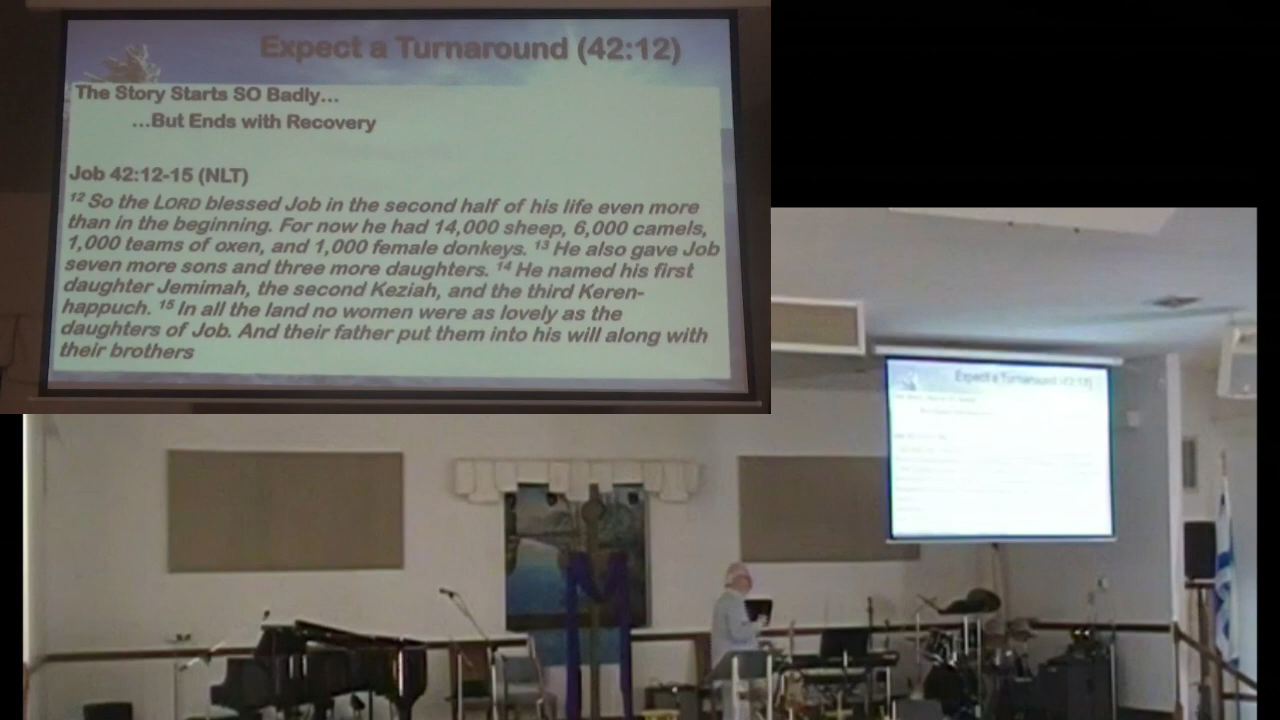 Expect a Turnaround (42:12)
The Story Starts SO Badly...
...But Ends with Recovery
Job 42:12-15 (NLT)
12 So the LORD blessed Job in the second half of his life even more
than in the beginning. For now he had 14,000 sheep, 6,000 camels,
1,000 teams of oxen, and 1,000 female donkeys. 13 He also gave Job
seven more sons and three more daughters. 14 He named his first
daughter Jemimah, the second Keziah, and the third Keren-
happuch. 15 In all the land no women were as lovely as the
daughters of Job. And their father put them into his will along with
their brothers
Expect a Turnaround (42:12)